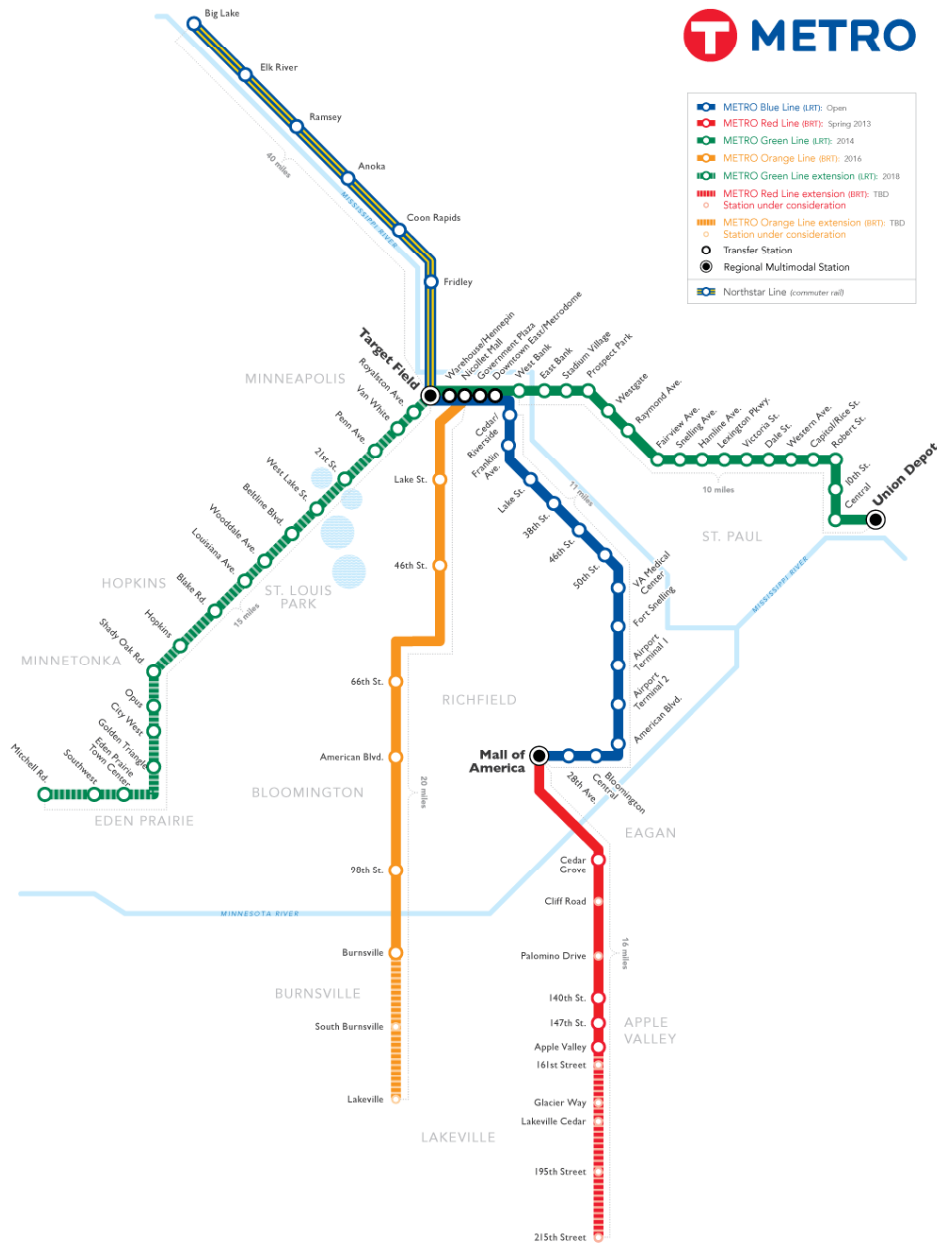 Big Lake
T METRO
Elk River
Ramsey
Anoka
Coon Rapids
Fridley
40 miles
MISSISSIPPI RIVER
METRO Blue Line (LRT): Open
METRO Red Line (BRT): Spring 2013
METRO Green Line (LRT): 2014
METRO Orange Line (BRT): 2016
METRO Green Line extension (LRT): 2018
METRO Red Line extension (BRT): TBD
Station under consideration
METRO Orange Line extension (BRT): TBD
Station under consideration
Transfer Station
Regional Multimodal Station
Northstar Line (commuter rail)
MINNEAPOLIS
Target Field
Warehouse/Hennepin
Nicollet Mall
Government Plaza
Downtown East/Metrodome
West Bank
East Bank
Stadium Village
Prospect Park
Westgate
Raymond Ave.
Fairview Ave.
Snelling Ave.
Hamline Ave.
Lexington Pkwy.
Victoria St.
Dale St.
Western Ave.
Capitol/Rice St.
Robert St.
10th St.
Central
Union Depot
10 miles
ST. PAUL
MISSISSIPPI RIVER
Royalston Ave.
Van White
Penn Ave.
21st St.
West Lake St.
Beltline Blvd.
Wooddale Ave.
Louisiana Ave.
Blake Rd.
Hopkins
Shady Oak Rd
Opus
City West
Golden Triangle
Eden Prairie
Town Center
Southwest
Mitchell Rd.
15 miles
HOPKINS
ST. LOUIS
PARK
MINNETONKA
EDEN PRAIRIE
Lake St.
46th St.
66th St.
American Blvd.
90th St.
Burnsville
South Burnsville
Lakeville
20 miles
RICHFIELD
BLOOMINGTON
BURNSVILLE
LAKEVILLE
MINNESOTA RIVER
Cedar/
Riverside
Franklin
Ave.
Lake St.
38th St.
46th St.
50th St.
VA Medical
Center
Fort Snelling
Airport
Terminal 1
Airport
Terminal 2
American Blvd.
Bloomington
Central
28th Ave.
11 miles
Mall of
America
EAGAN
Cedar
Grove
Cliff Road
Palomino Drive
140th St.
147th St.
Apple Valley
161st Street
Glacier Way
Lakeville Cedar
195th Street
215th Street
16 miles
APPLE
VALLEY